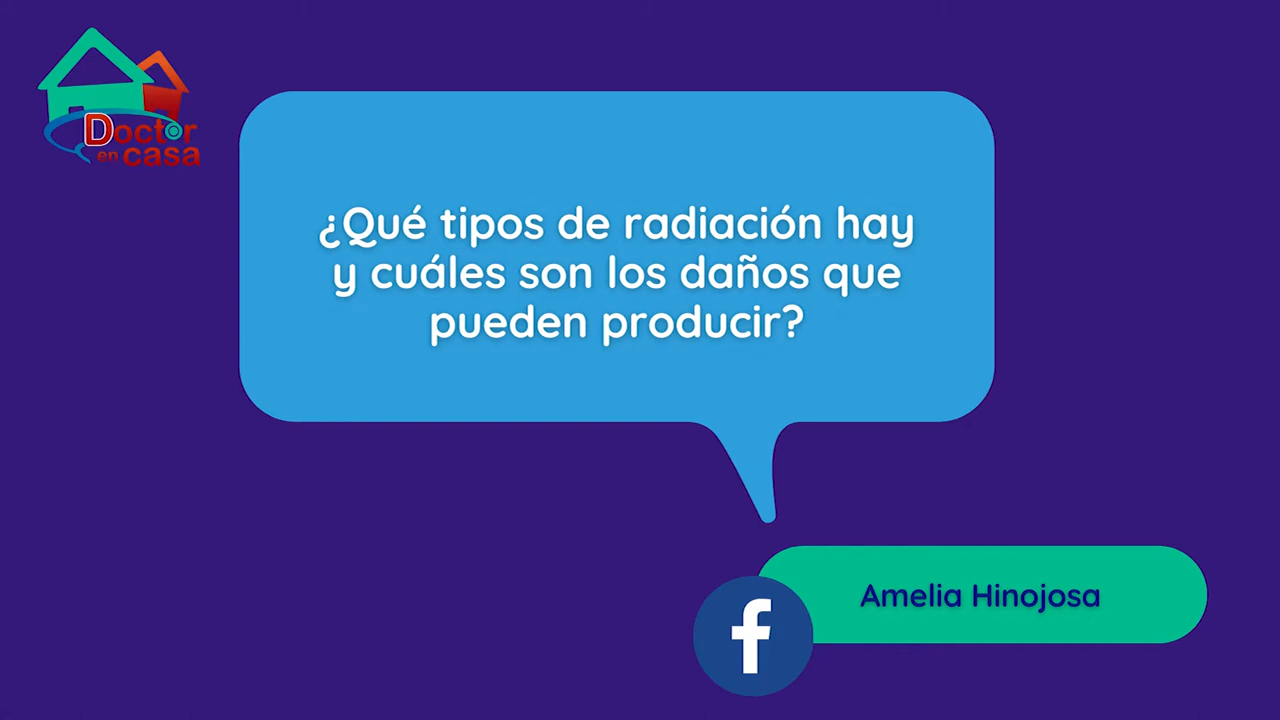 Doctor
en casa
¿Qué tipos de radiación hay
y cuáles son los daños que
pueden producir?
Amelia Hinojosa